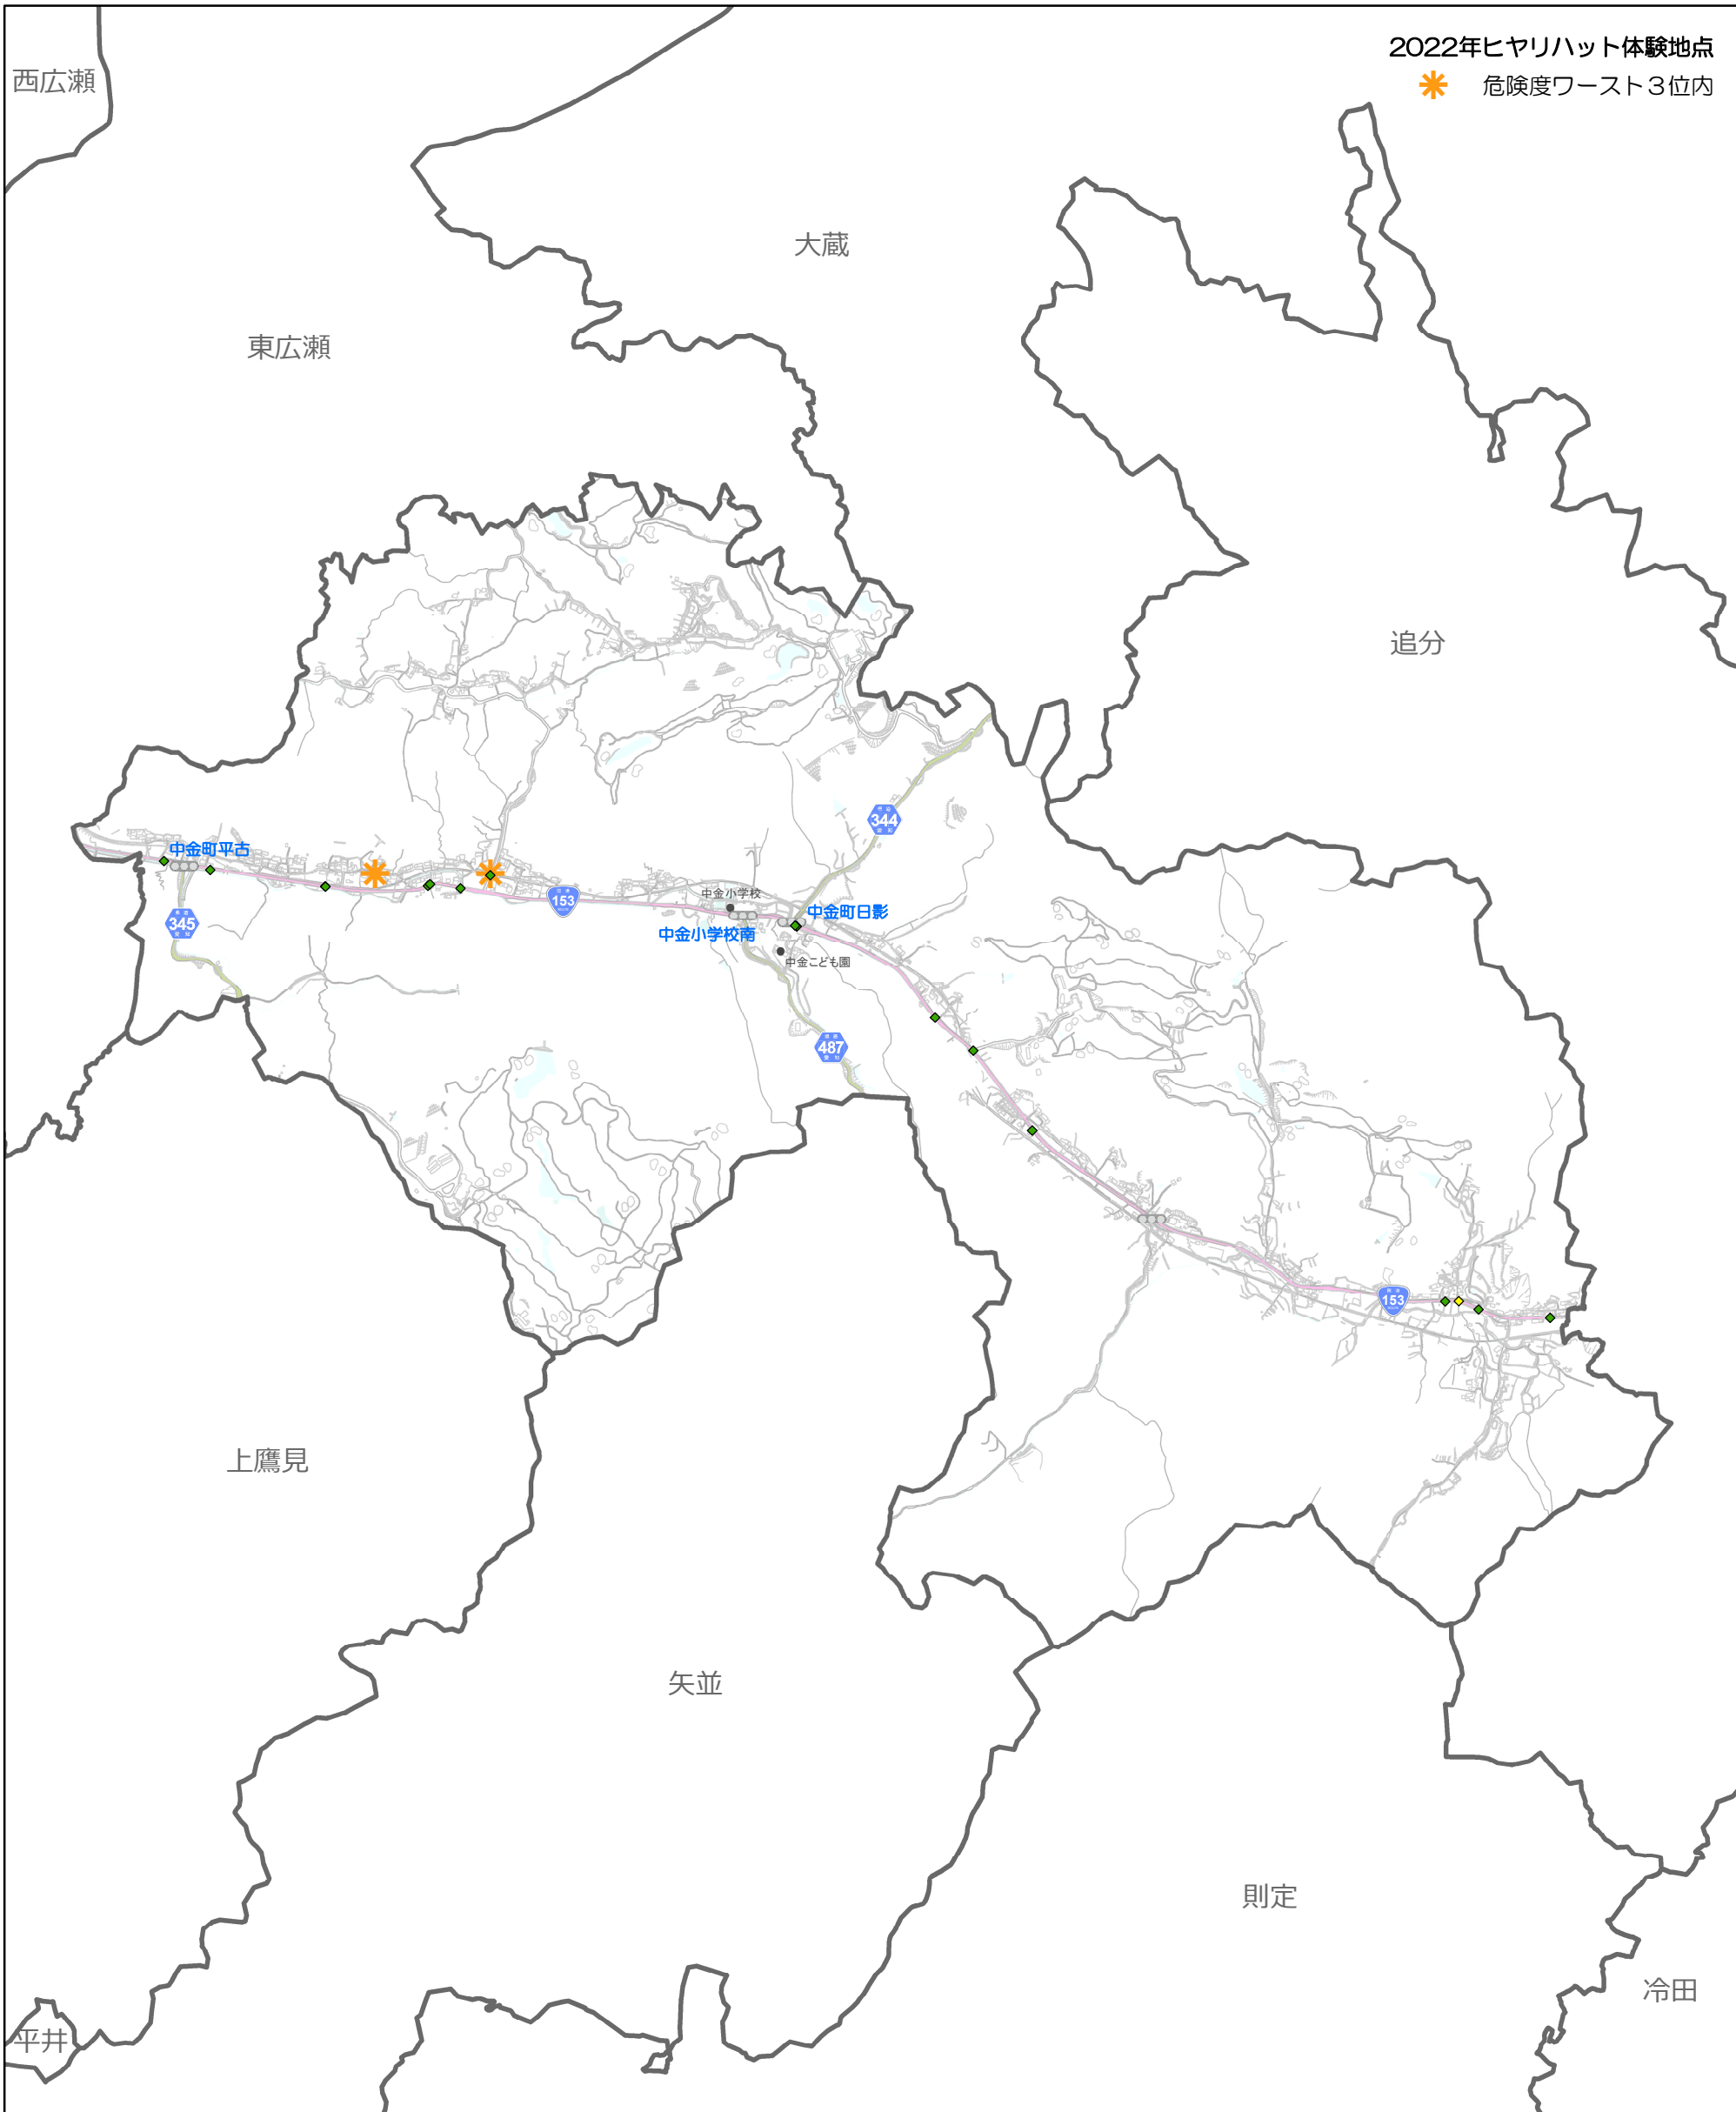 2022年ヒヤリハット体験地点
危険度ワースト３位内
西広瀬
大蔵
東広瀬
追分
344
中金町平古
中金小学校
153
中金町日影
345
中金小学校南
中金こども園
487
153
上鷹見
矢並
則定
冷田
平井